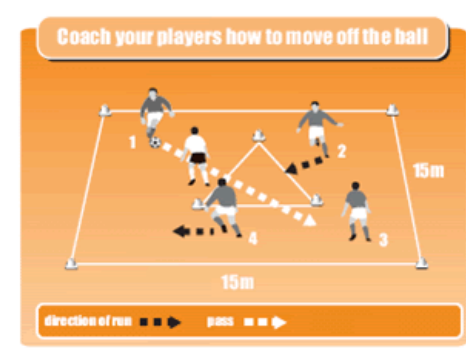 Coach your players how to move off the ball
1
2
15m
3
4
15m
direction of run
pass